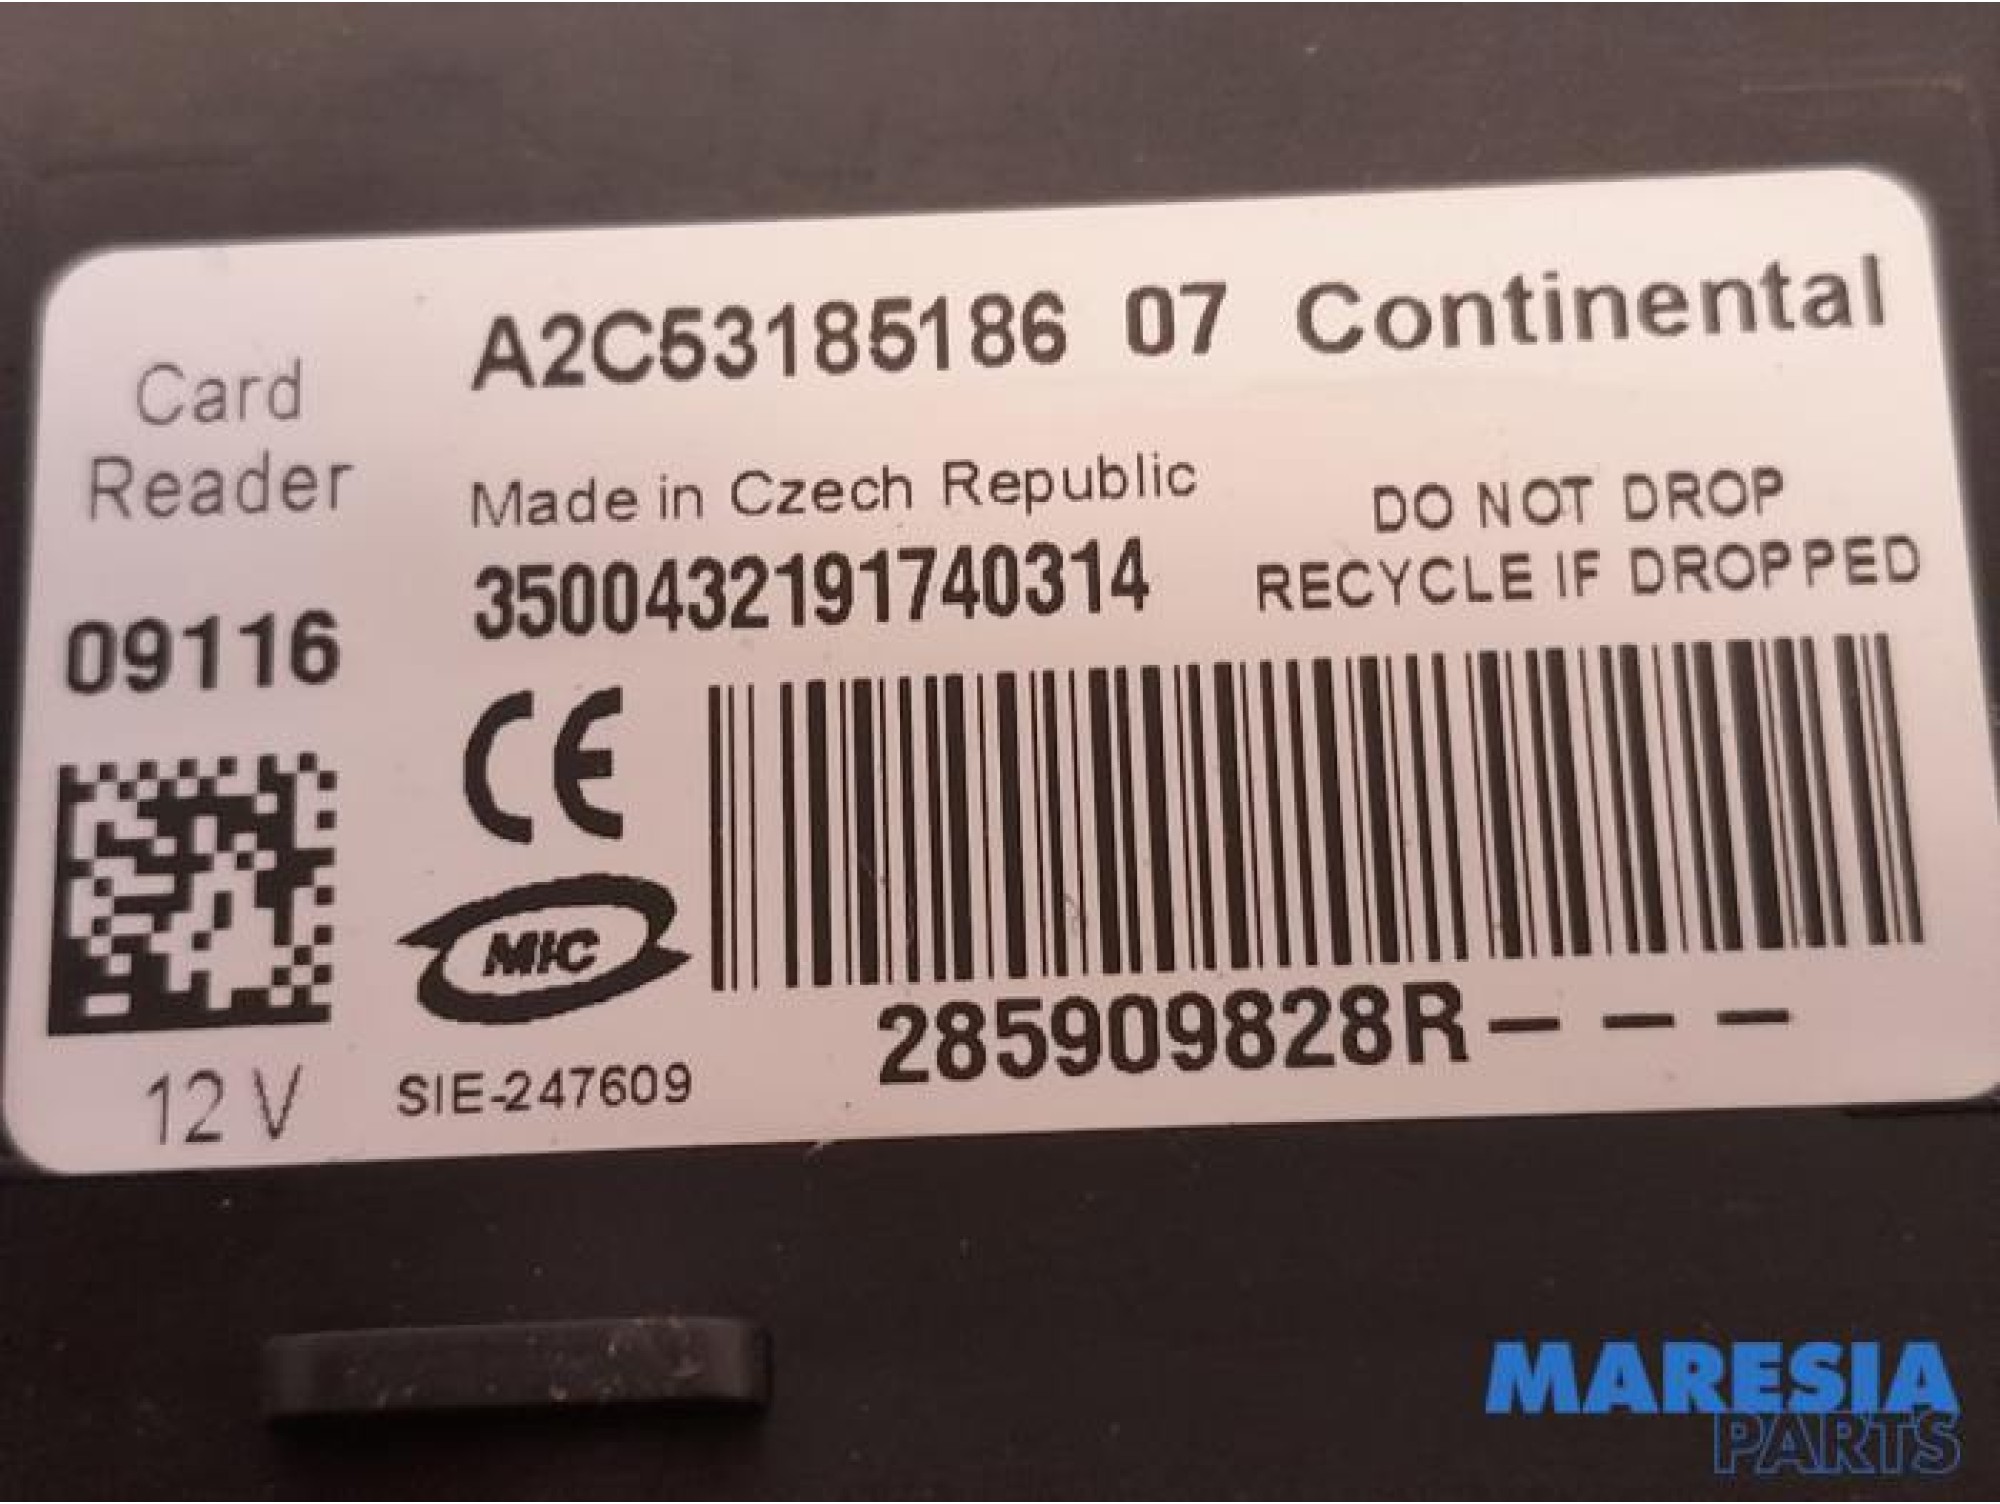 A2C53185186 07 Continental
Card
Reader
Made in Czech Republic
DO NOT DROP
RECYCLE IF DROPPED
3500432191740314
09116
CE
MIC
285909828R– – –
12 V
SIE-247609
MARESIA
PARTS